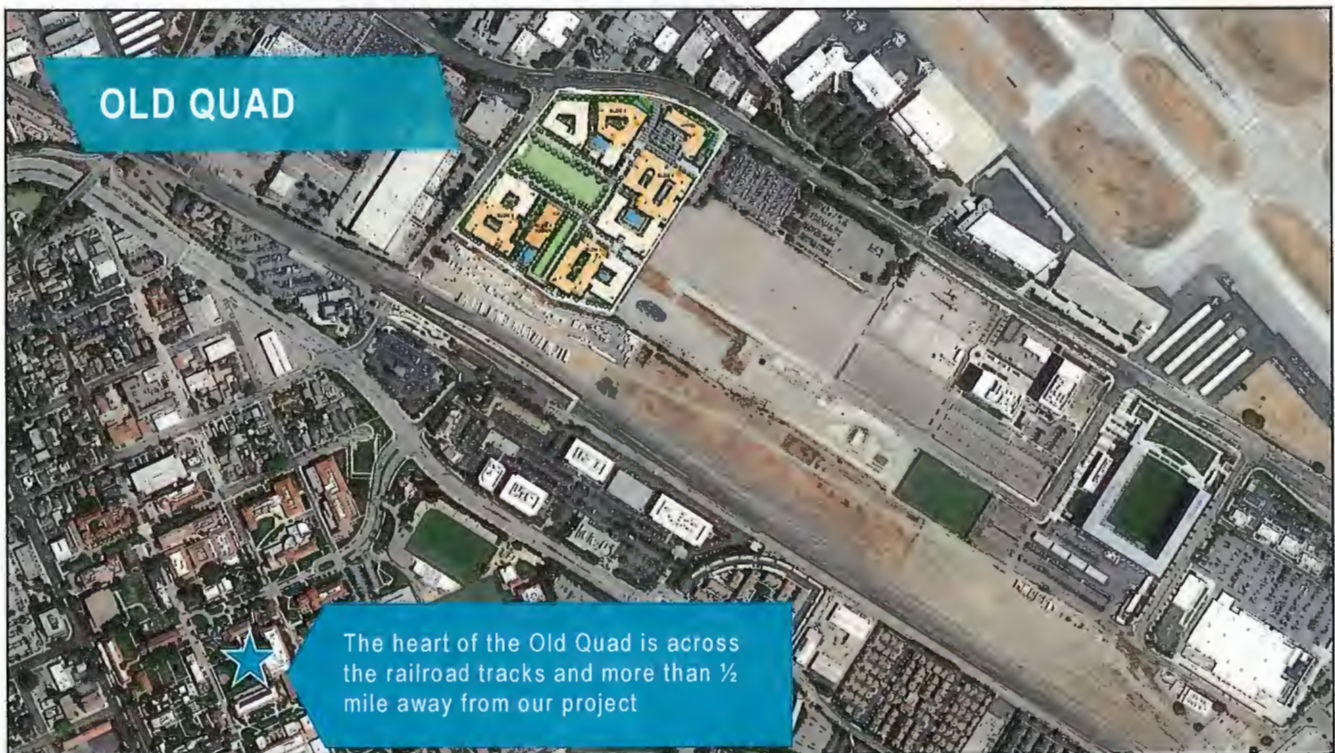 OLD QUAD
The heart of the Old Quad is across
the railroad tracks and more than ½
mile away from our project